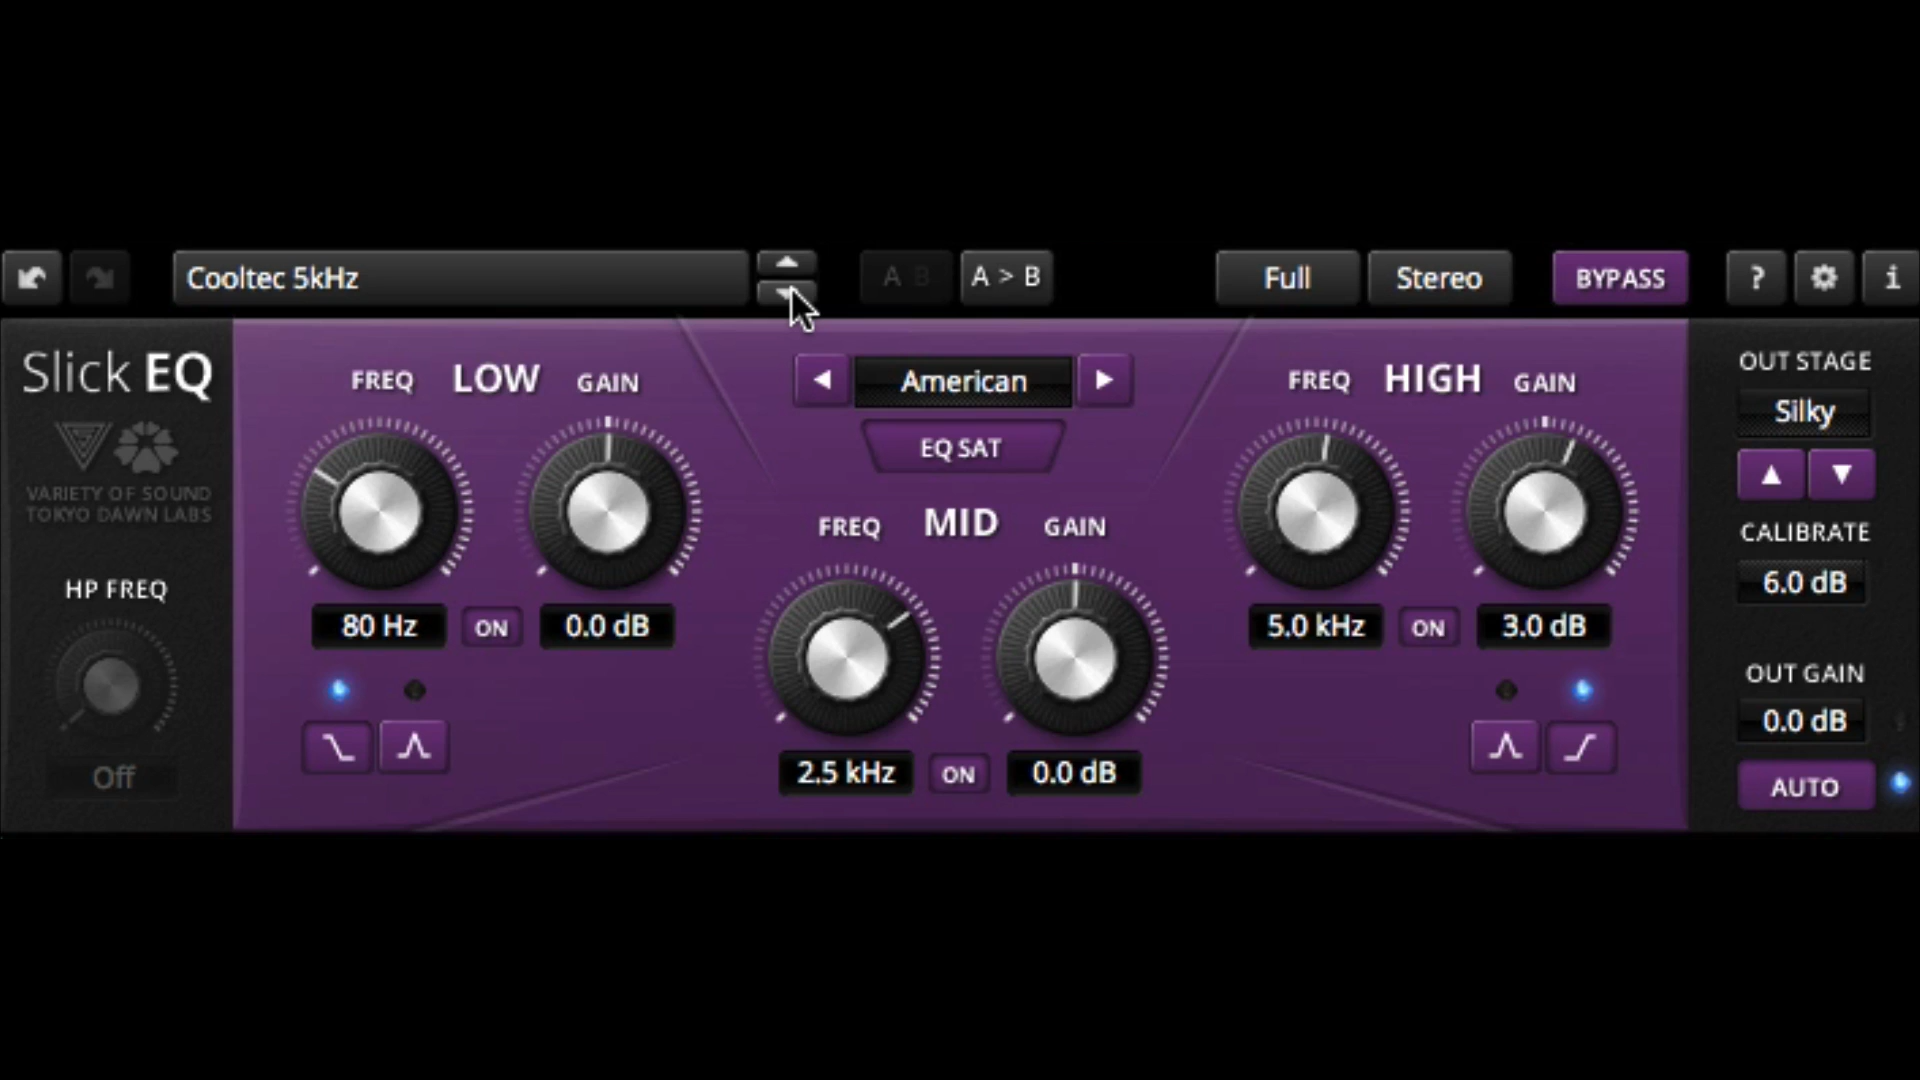 Cooltec 5kHz
A B
A > B
Full
Stereo
BYPASS
?
i
Slick EQ
VARIETY OF SOUND
TOKYO DAWN LABS
HP FREQ
Off
FREQ LOW GAIN
80 Hz
ON
0.0 dB
American
EQ SAT
FREQ MID GAIN
2.5 kHz
ON
0.0 dB
FREQ HIGH GAIN
5.0 kHz
ON
3.0 dB
OUT STAGE
Silky
CALIBRATE
6.0 dB
OUT GAIN
0.0 dB
AUTO